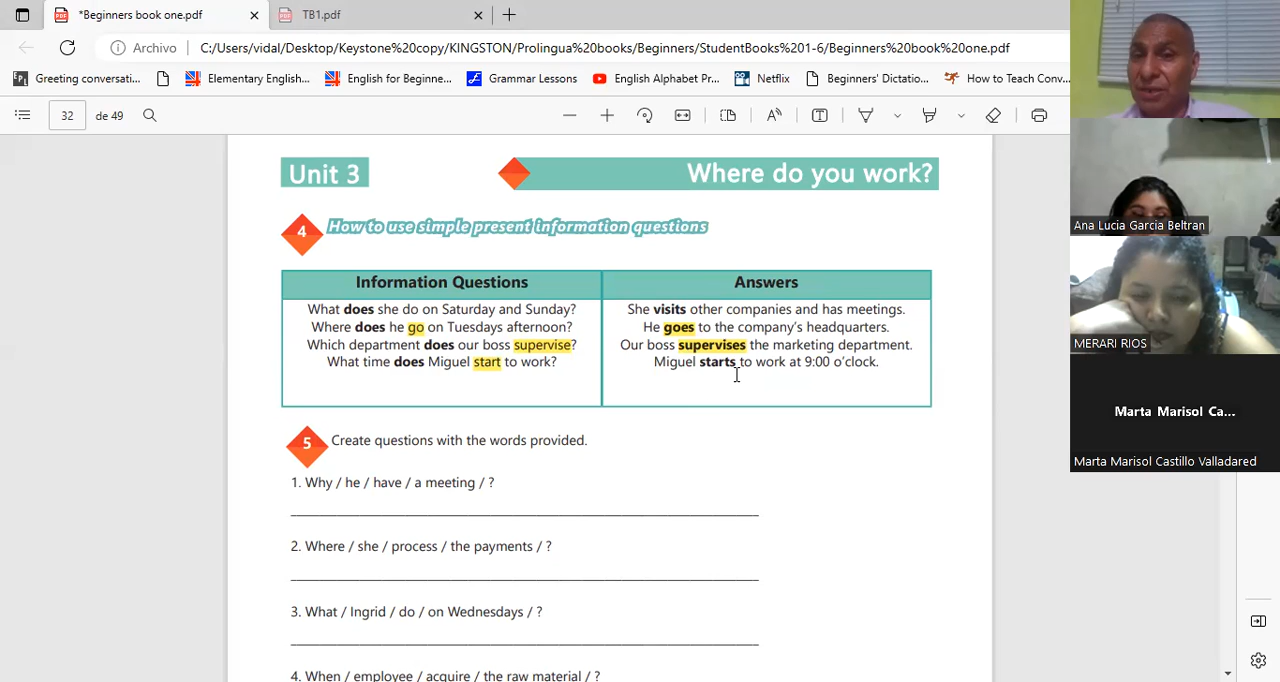 *Beginners book one.pdf
TB1.pdf
Archivo
C:/Users/vidal/Desktop/Keystone%20copy/KINGSTON/Prolingua%20books/Beginners/StudentBooks%201-6/Beginners%20book%20one.pdf
Greeting conversati...
Elementary English...
English for Beginne...
Grammar Lessons
English Alphabet Pr...
Netflix
Beginners' Dictatio...
How to Teach Conv...
32
de 49
Unit 3
Where do you work?
4
How to use simple present information questions
Information Questions
What does she do on Saturday and Sunday?
Where does he go on Tuesdays afternoon?
Which department does our boss supervise?
What time does Miguel start to work?
Answers
She visits other companies and has meetings.
He goes to the company's headquarters.
Our boss supervises the marketing department.
Miguel starts to work at 9:00 o'clock.
5
Create questions with the words provided.
1. Why / he / have / a meeting / ?
2. Where / she / process / the payments / ?
3. What / Ingrid / do / on Wednesdays / ?
4. When / employee / acquire / the raw material / ?
Ana Lucia Garcia Beltran
MERARI RIOS
Marta Marisol Ca...
Marta Marisol Castillo Valladared